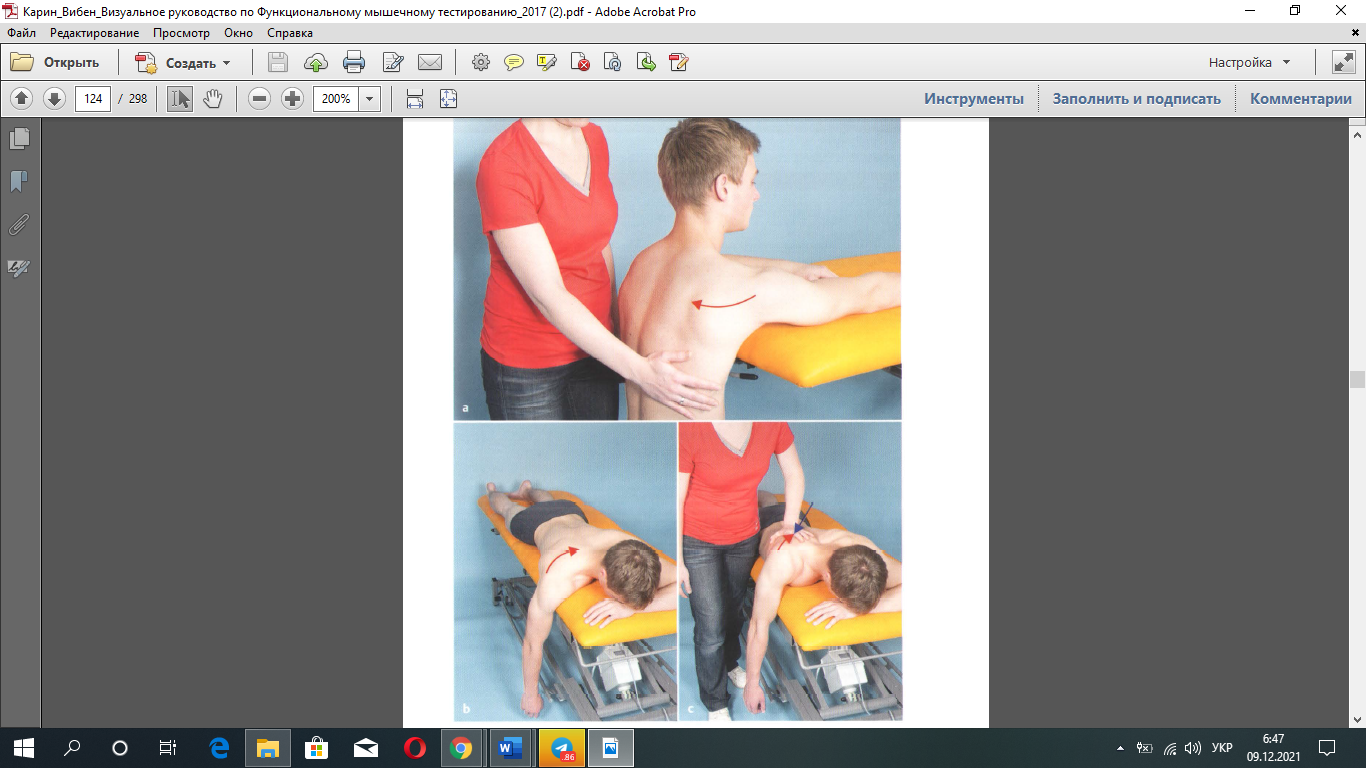 Карин_Вибен_Визуальное руководство по Функциональному мышечному тестированию_2017 (2).pdf - Adobe Acrobat Pro
Файл Редактирование Просмотр Окно Справка
Открыть Создать Настройка
124 / 298 200% Инструменты Заполнить и подписать Комментарии
a
b c
86
УКР 6:47
09.12.2021